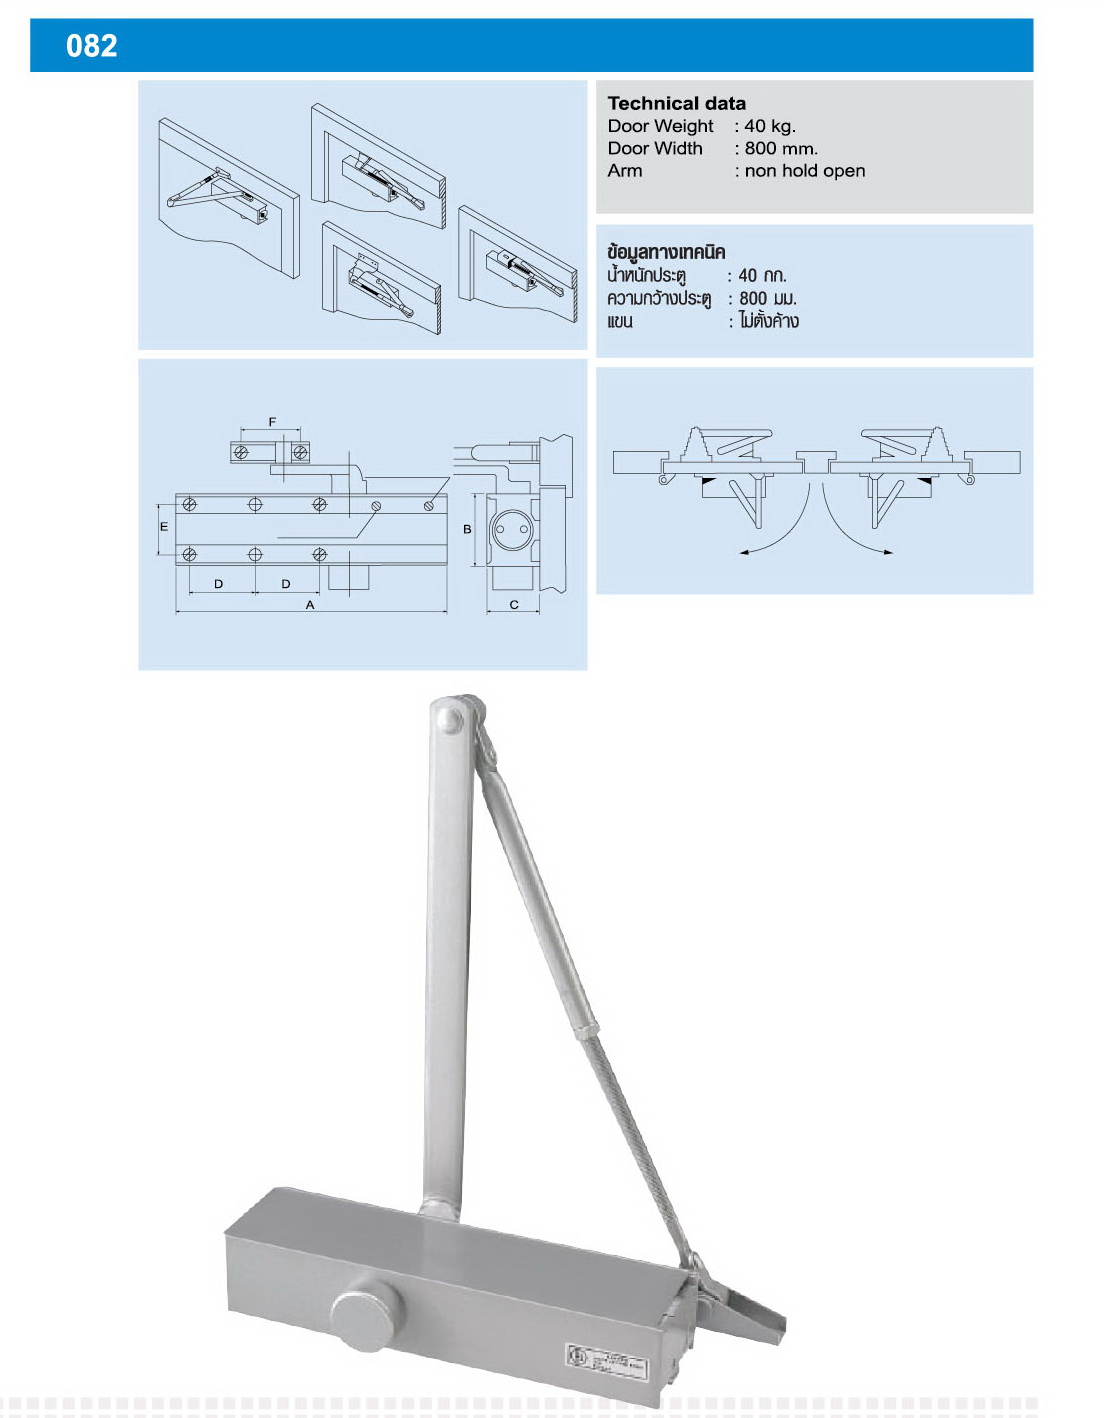 082
Technical data
Door Weight : 40 kg.
Door Width : 800 mm.
Arm : non hold open
ข้อมูลทางเทคนิค
น้ำหนักประตู : 40 กก.
ความกว้างประตู : 800 มม.
แขน : ไม่ตั้งค้าง
F
E
B
D D
A
C